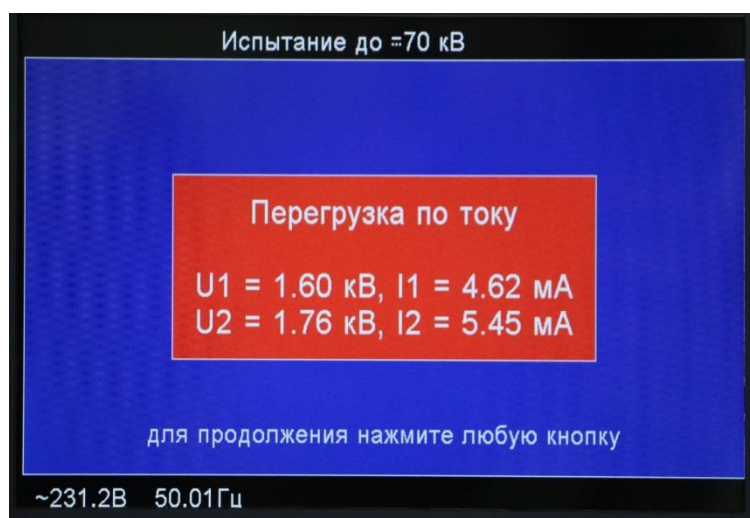 Испытание до =70 кВ
Перегрузка по току
U1 = 1.60 кВ, I1 = 4.62 мА
U2 = 1.76 кВ, I2 = 5.45 мА
для продолжения нажмите любую кнопку
~231.2В 50.01Гц